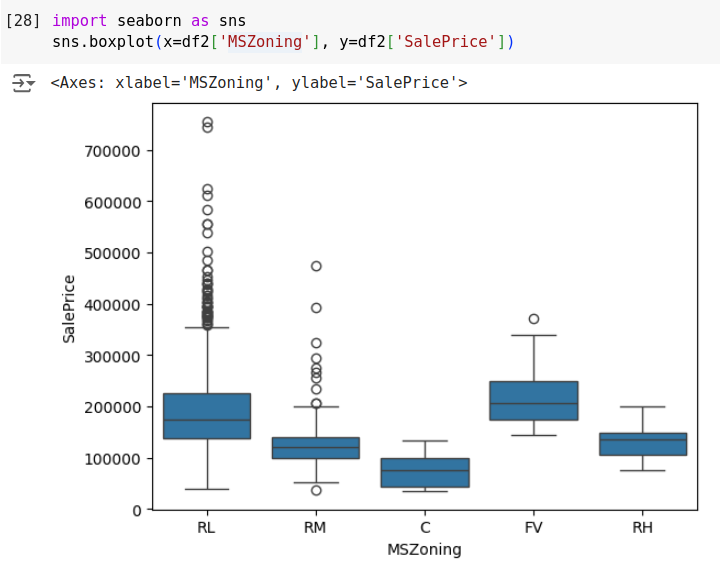 [28] import seaborn as sns
sns.boxplot(x=df2['MSZoning'], y=df2['SalePrice'])
<Axes: xlabel='MSZoning', ylabel='SalePrice'>
700000
600000
500000
400000
300000
200000
100000
0
SalePrice
RL RM C FV RH
MSZoning